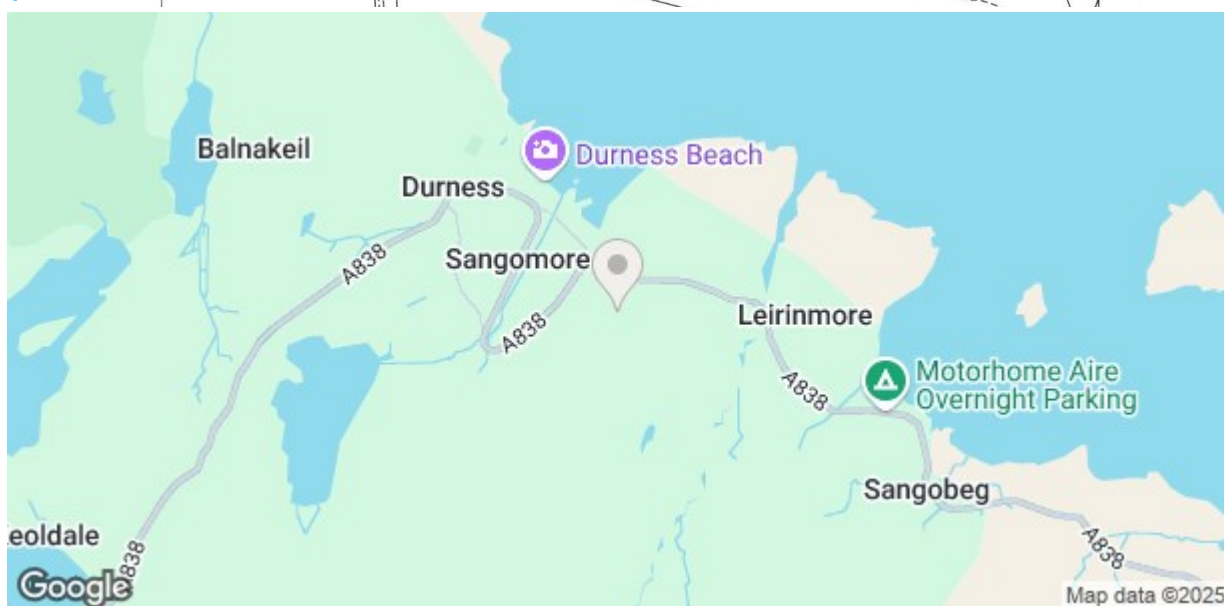 Balnakeil
Durness Beach
Durness
Sangomore
A838
A838
Leirinmore
Motorhome Aire
Overnight Parking
A838
Sangobeg
eoldale
A838
A838
Google
Map data ©2025